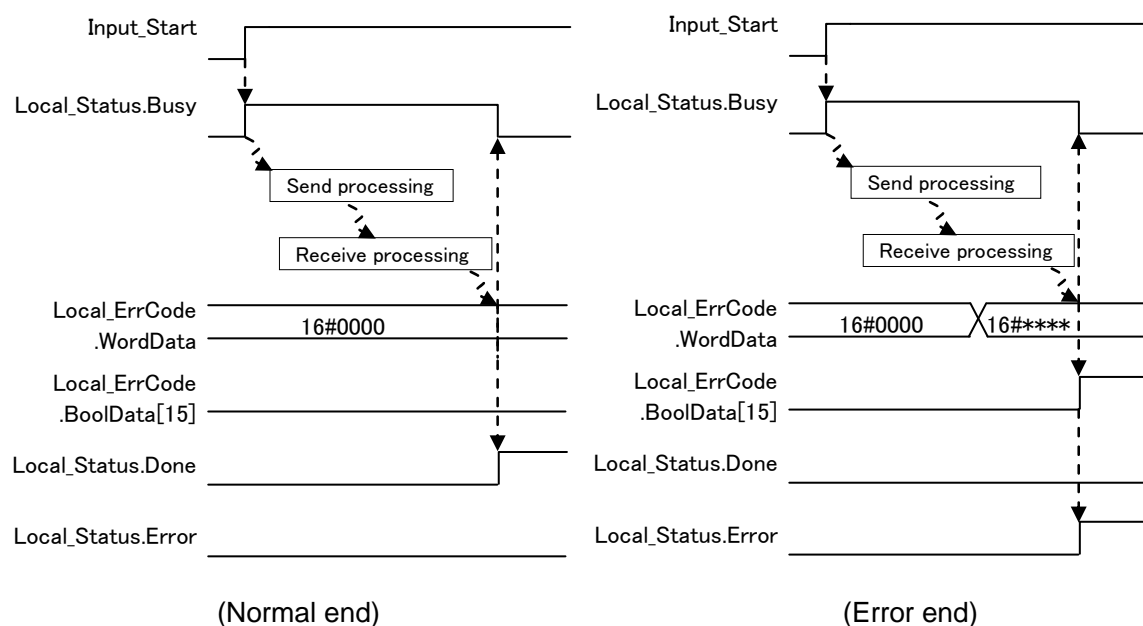 Input_Start
Local_Status.Busy
Send processing
Receive processing
Local_ErrCode
.WordData
16#0000
Local_ErrCode
.BoolData[15]
Local_Status.Done
Local_Status.Error
(Normal end)
Input_Start
Local_Status.Busy
Send processing
Receive processing
Local_ErrCode
.WordData
16#0000 16#****
Local_ErrCode
.BoolData[15]
Local_Status.Done
Local_Status.Error
(Error end)